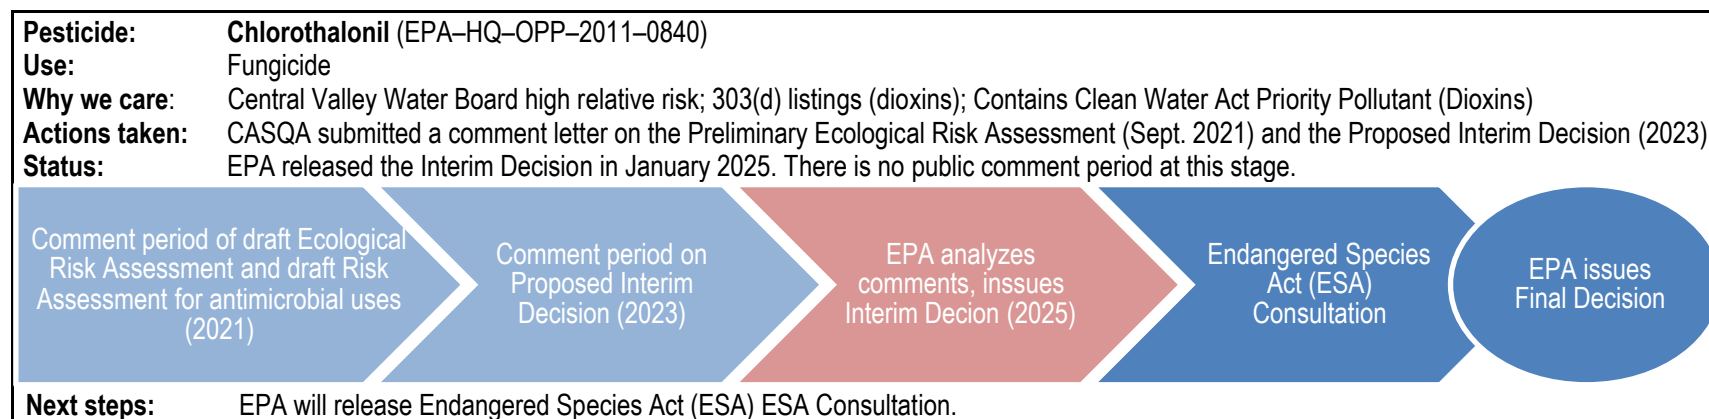 Pesticide: Chlorothalonil (EPA–HQ–OPP–2011–0840)
Use: Fungicide
Why we care: Central Valley Water Board high relative risk; 303(d) listings (dioxins); Contains Clean Water Act Priority Pollutant (Dioxins)
Actions taken: CASQA submitted a comment letter on the Preliminary Ecological Risk Assessment (Sept. 2021) and the Proposed Interim Decision (2023)
Status: EPA released the Interim Decision in January 2025. There is no public comment period at this stage.
Comment period of draft Ecological
Risk Assessment and draft Risk
Assessment for antimicrobial uses
(2021)
Comment period on
Proposed Interim
Decision (2023)
EPA analyzes
comments, inssues
Interim Decion (2025)
Endangered Species
Act (ESA)
Consultation
EPA issues
Final Decision
Next steps: EPA will release Endangered Species Act (ESA) ESA Consultation.